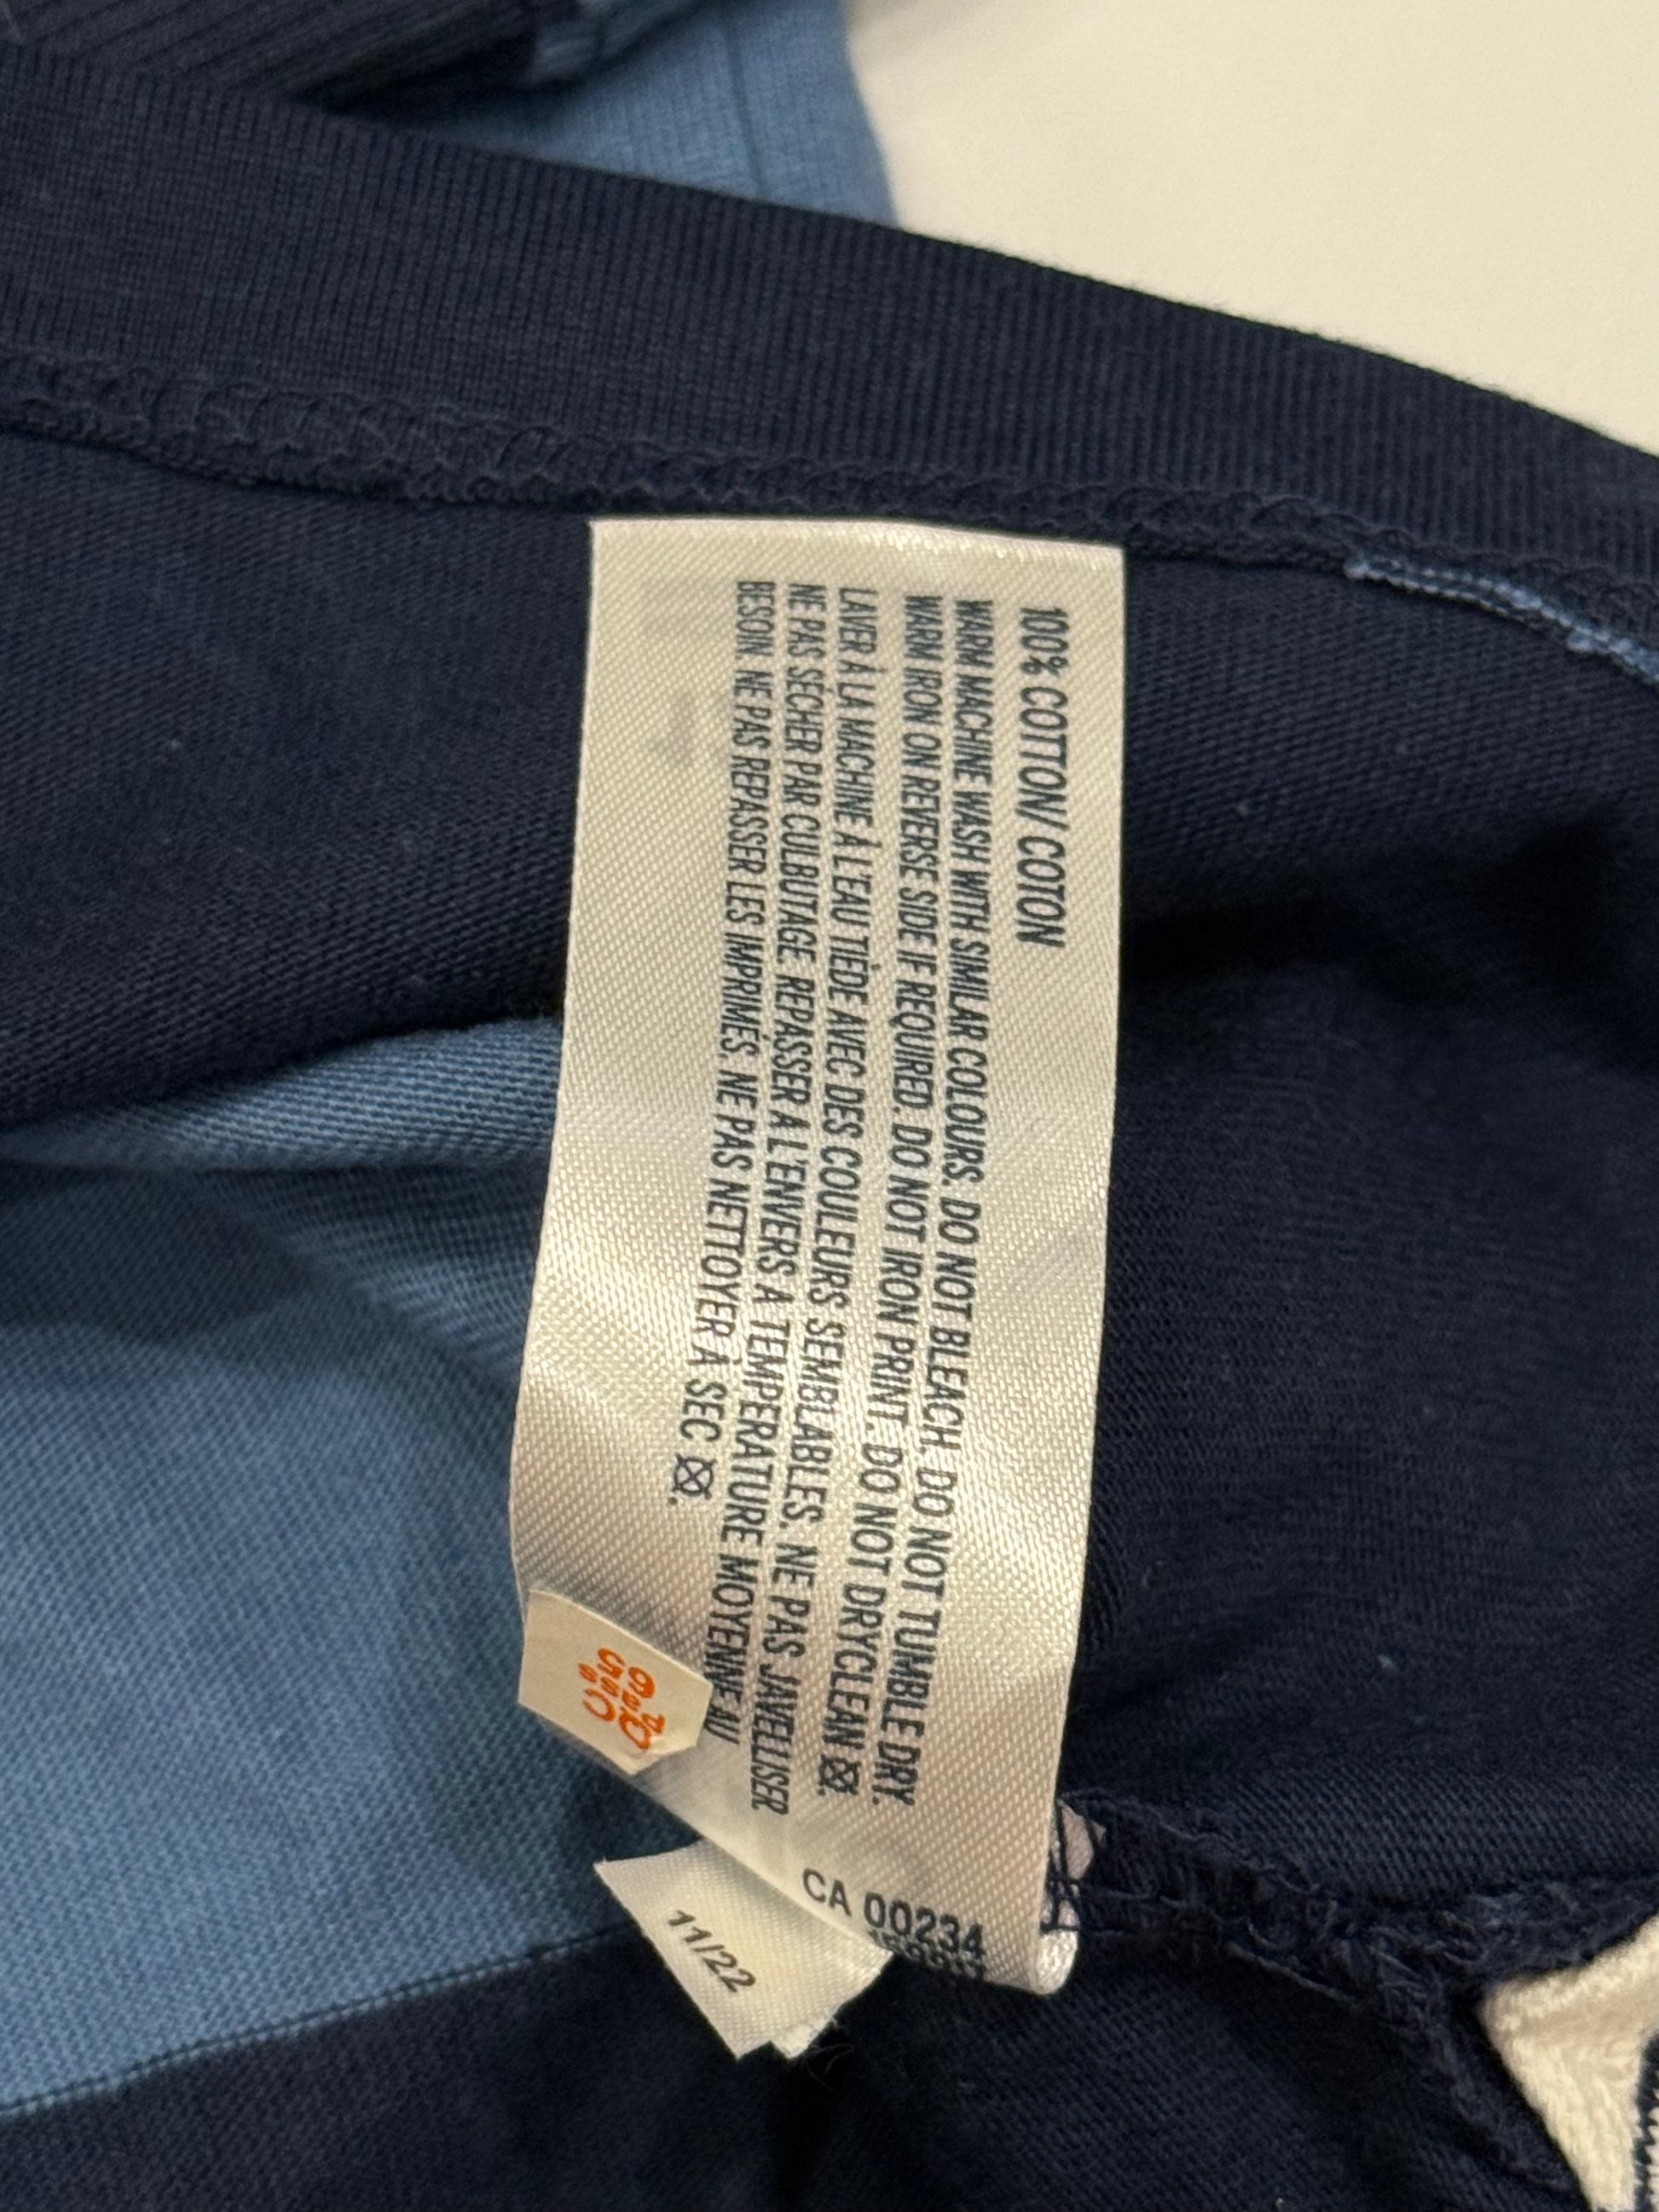 100% COTTON/ COTON
WARM MACHINE WASH WITH SIMILAR COLOURS. DO NOT BLEACH. DO NOT TUMBLE DRY.
WARM IRON ON REVERSE SIDE IF REQUIRED. DO NOT IRON PRINT. DO NOT DRYCLEAN
LAVER À LA MACHINE À L'EAU TIÈDE AVEC DES COULEURS SEMBLABLES. NE PAS JAVELLISER.
NE PAS SÉCHER PAR CULBUTAGE. REPASSER A L'ENVERS A TEMPERATURE MOYENNE AU
BESOIN. NE PAS REPASSER LES IMPRIMÉS. NE PAS NETTOYER À SEC
CA 00234
11/22